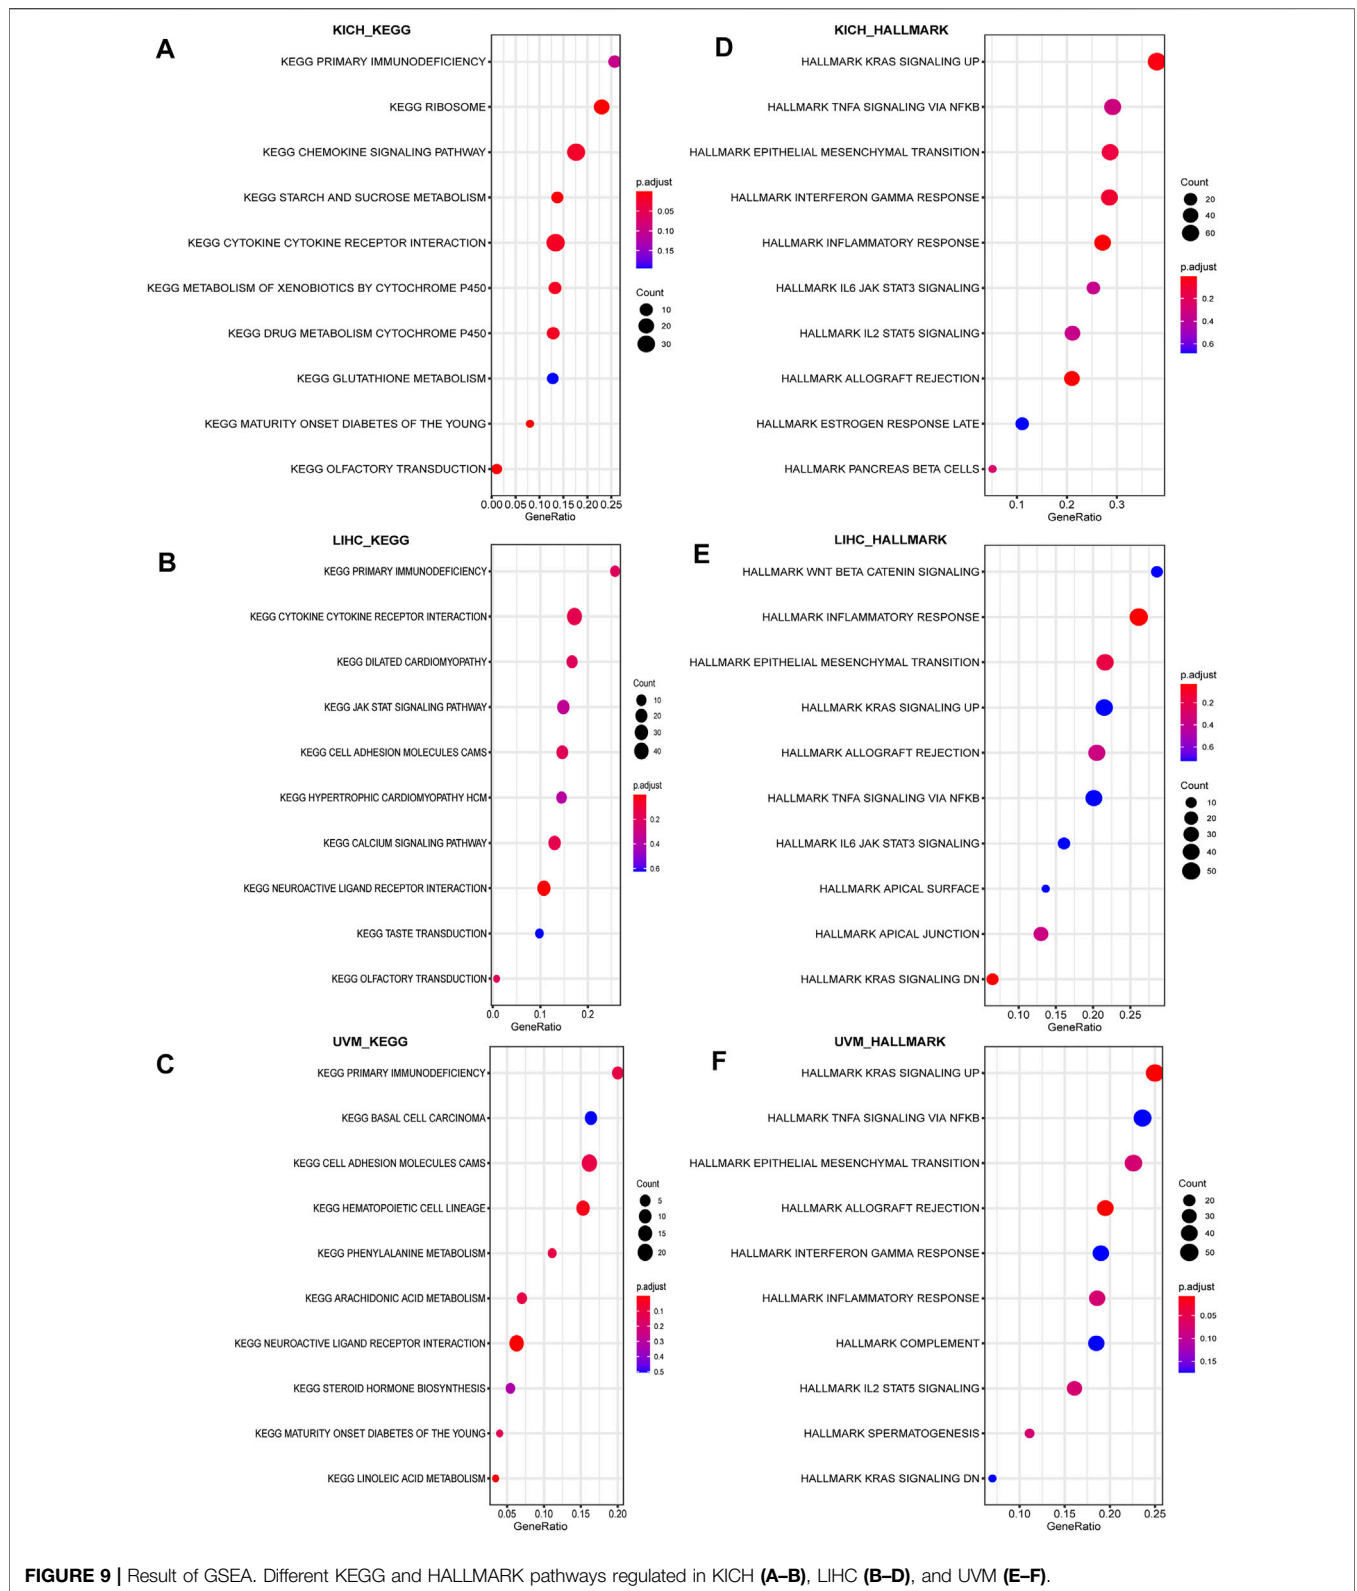 A
KICH_KEGG
KEGG PRIMARY IMMUNODEFICIENCY
KEGG RIBOSOME
KEGG CHEMOKINE SIGNALING PATHWAY
KEGG STARCH AND SUCROSE METABOLISM
KEGG CYTOKINE CYTOKINE RECEPTOR INTERACTION
KEGG METABOLISM OF XENOBIOTICS BY CYTOCHROME P450
KEGG DRUG METABOLISM CYTOCHROME P450
KEGG GLUTATHIONE METABOLISM
KEGG MATURITY ONSET DIABETES OF THE YOUNG
KEGG OLFACTORY TRANSDUCTION
0.00 0.05 0.10 0.15 0.20 0.25
GeneRatio
p.adjust
0.05
0.10
0.15
Count
10
20
30
D
KICH_HALLMARK
HALLMARK KRAS SIGNALING UP
HALLMARK TNFA SIGNALING VIA NFKB
HALLMARK EPITHELIAL MESENCHYMAL TRANSITION
HALLMARK INTERFERON GAMMA RESPONSE
HALLMARK INFLAMMATORY RESPONSE
HALLMARK IL6 JAK STAT3 SIGNALING
HALLMARK IL2 STAT5 SIGNALING
HALLMARK ALLOGRAFT REJECTION
HALLMARK ESTROGEN RESPONSE LATE
HALLMARK PANCREAS BETA CELLS
0.1 0.2 0.3
GeneRatio
Count
20
40
60
p.adjust
0.2
0.4
0.6
B
LIHC_KEGG
KEGG PRIMARY IMMUNODEFICIENCY
KEGG CYTOKINE CYTOKINE RECEPTOR INTERACTION
KEGG DILATED CARDIOMYOPATHY
KEGG JAK STAT SIGNALING PATHWAY
KEGG CELL ADHESION MOLECULES CAMS
KEGG HYPERTROPHIC CARDIOMYOPATHY HCM
KEGG CALCIUM SIGNALING PATHWAY
KEGG NEUROACTIVE LIGAND RECEPTOR INTERACTION
KEGG TASTE TRANSDUCTION
KEGG OLFACTORY TRANSDUCTION
0.0 0.1 0.2
GeneRatio
Count
10
20
30
40
p.adjust
0.2
0.4
0.6
E
LIHC_HALLMARK
HALLMARK WNT BETA CATENIN SIGNALING
HALLMARK INFLAMMATORY RESPONSE
HALLMARK EPITHELIAL MESENCHYMAL TRANSITION
HALLMARK KRAS SIGNALING UP
HALLMARK ALLOGRAFT REJECTION
HALLMARK TNFA SIGNALING VIA NFKB
HALLMARK IL6 JAK STAT3 SIGNALING
HALLMARK APICAL SURFACE
HALLMARK APICAL JUNCTION
HALLMARK KRAS SIGNALING DN
0.10 0.15 0.20 0.25
GeneRatio
p.adjust
0.2
0.4
0.6
Count
10
20
30
40
50
C
UVM_KEGG
KEGG PRIMARY IMMUNODEFICIENCY
KEGG BASAL CELL CARCINOMA
KEGG CELL ADHESION MOLECULES CAMS
KEGG HEMATOPOIETIC CELL LINEAGE
KEGG PHENYLALANINE METABOLISM
KEGG ARACHIDONIC ACID METABOLISM
KEGG NEUROACTIVE LIGAND RECEPTOR INTERACTION
KEGG STEROID HORMONE BIOSYNTHESIS
KEGG MATURITY ONSET DIABETES OF THE YOUNG
KEGG LINOLEIC ACID METABOLISM
0.05 0.10 0.15 0.20
GeneRatio
Count
5
10
15
20
p.adjust
0.1
0.2
0.3
0.4
0.5
F
UVM_HALLMARK
HALLMARK KRAS SIGNALING UP
HALLMARK TNFA SIGNALING VIA NFKB
HALLMARK EPITHELIAL MESENCHYMAL TRANSITION
HALLMARK ALLOGRAFT REJECTION
HALLMARK INTERFERON GAMMA RESPONSE
HALLMARK INFLAMMATORY RESPONSE
HALLMARK COMPLEMENT
HALLMARK IL2 STAT5 SIGNALING
HALLMARK SPERMATOGENESIS
HALLMARK KRAS SIGNALING DN
0.10 0.15 0.20 0.25
GeneRatio
Count
20
30
40
50
p.adjust
0.05
0.10
0.15
FIGURE 9 | Result of GSEA. Different KEGG and HALLMARK pathways regulated in KICH (A–B), LIHC (B–D), and UVM (E–F).